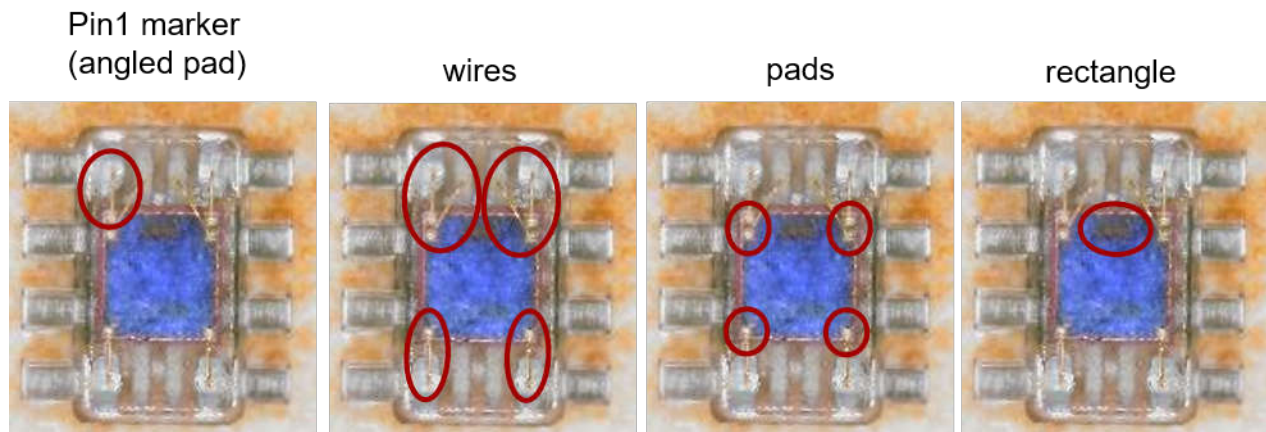 Pin1 marker
(angled pad)
wires
pads
rectangle